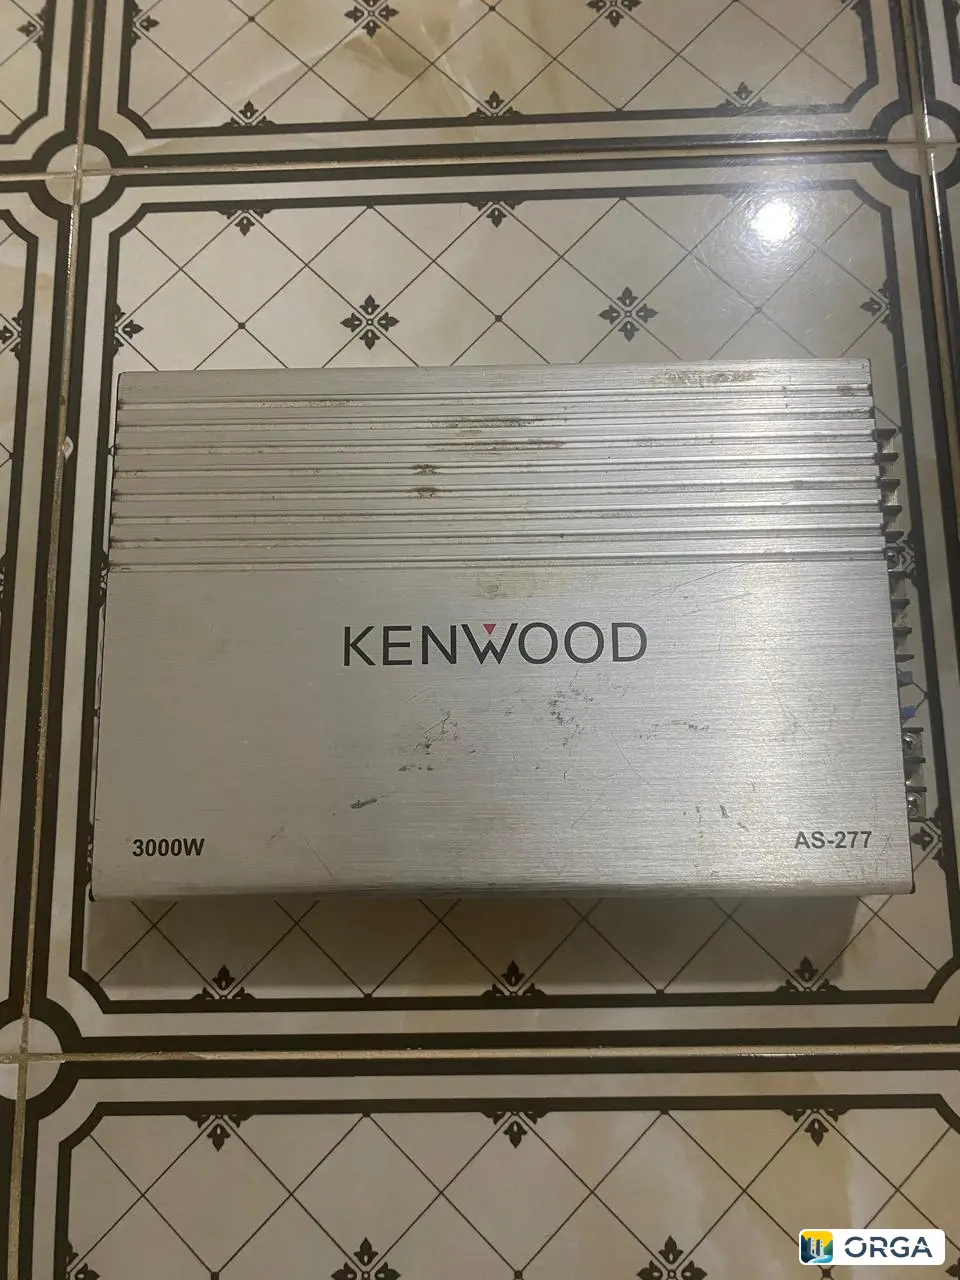 KENWOOD
3000W
AS-277
ORGA